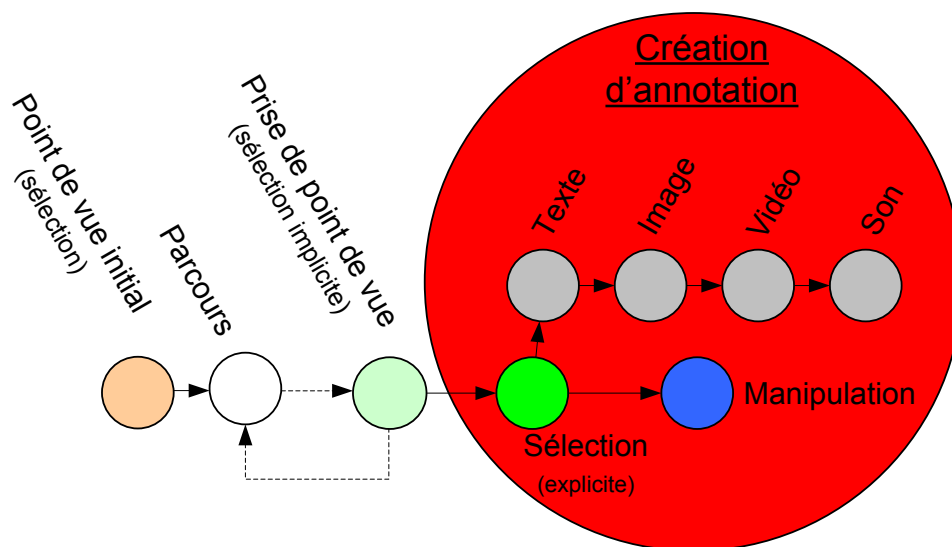 Création
d’annotation
Point de vue initial
(sélection)
Parcours
Prise de point de vue
(sélection implicite)
Texte
Image
Vidéo
Son
Manipulation
Sélection
(explicite)